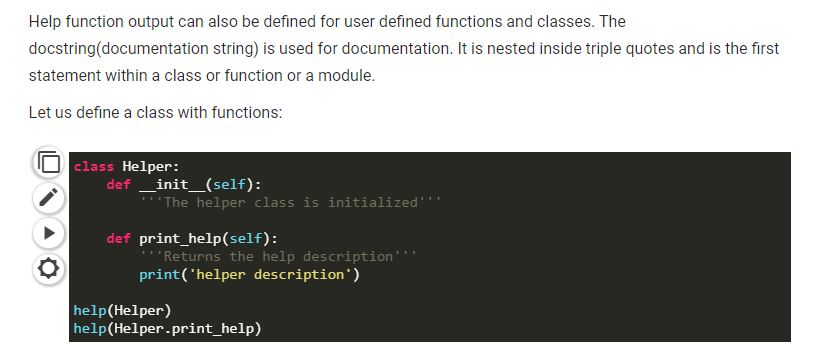 Help function output can also be defined for user defined functions and classes. The
docstring(documentation string) is used for documentation. It is nested inside triple quotes and is the first
statement within a class or function or a module.
Let us define a class with functions:
class Helper:
    def __init__(self):
        '''The helper class is initialized'''
    def print_help(self):
        '''Returns the help description'''
        print('helper description')
help(Helper)
help(Helper.print_help)